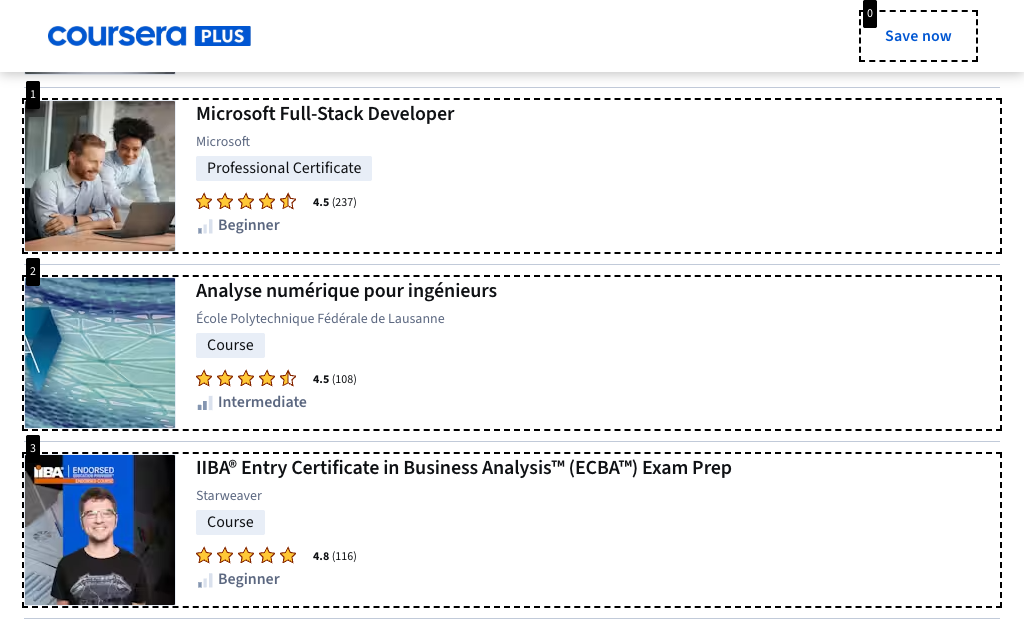 coursera PLUS
0
Save now
1
Microsoft Full-Stack Developer
Microsoft
Professional Certificate
4.5 (237)
Beginner
2
Analyse numérique pour ingénieurs
École Polytechnique Fédérale de Lausanne
Course
4.5 (108)
Intermediate
3
IIBA ENDORSED
IIBA® Entry Certificate in Business Analysis™ (ECBA™) Exam Prep
Starweaver
Course
4.8 (116)
Beginner